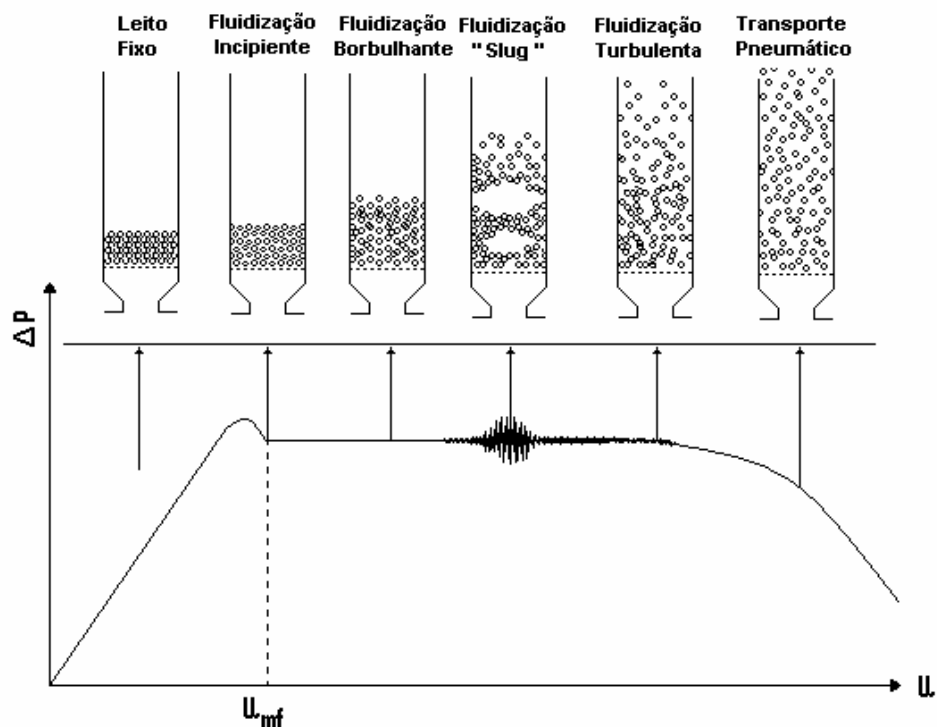 Leito
Fixo
Fluidização
Incipiente
Fluidização
Borbulhante
Fluidização
"Slug"
Fluidização
Turbulenta
Transporte
Pneumático
ΔP
U.mf
U.